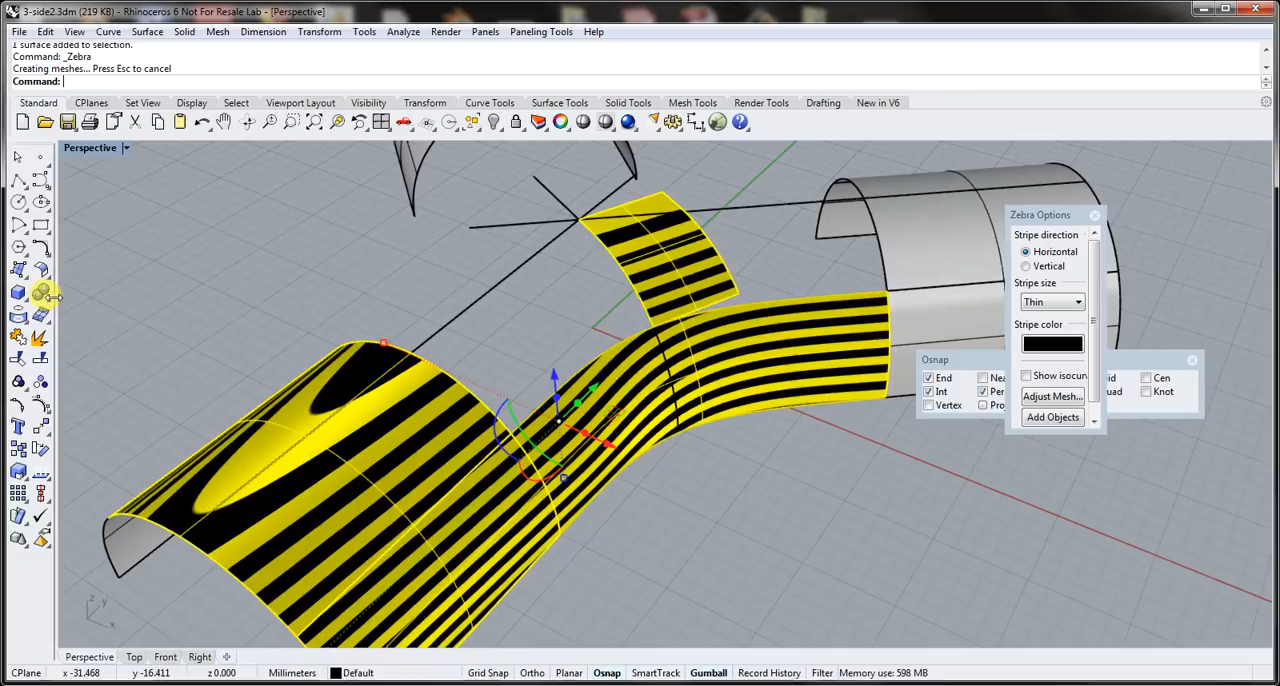 3-side2.3dm (219 KB) - Rhinoceros 6 Not For Resale Lab - [Perspective]
File Edit View Curve Surface Solid Mesh Dimension Transform Tools Analyze Render Panels Paneling Tools Help
1 surface added to selection.
Command: _Zebra
Creating meshes... Press Esc to cancel
Command:
Standard CPlanes Set View Display Select Viewport Layout Visibility Transform Curve Tools Surface Tools Solid Tools Mesh Tools Render Tools Drafting New in V6
Perspective
Zebra Options
Stripe direction
Horizontal
Vertical
Stripe size
Thin
Stripe color
Show isocurv
Adjust Mesh...
Add Objects
Osnap
End Nea id Cen
Int Per uad Knot
Vertex Pro
z y
x
Perspective Top Front Right
CPlane x -31.468 y -16.411 z 0.000 Millimeters Default Grid Snap Ortho Planar Osnap SmartTrack Gumball Record History Filter Memory use: 598 MB